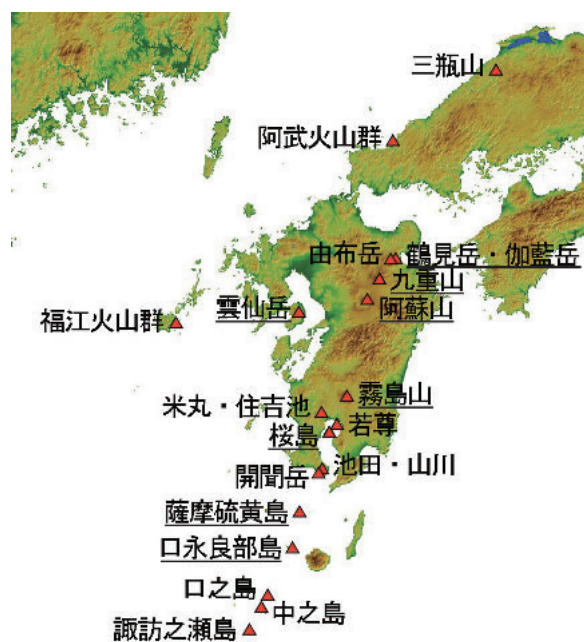 三瓶山
阿武火山群
由布岳
鶴見岳・伽藍岳
九重山
阿蘇山
雲仙岳
福江火山群
霧島山
米丸・住吉池
若尊
桜島
池田・山川
開聞岳
薩摩硫黄島
口永良部島
口之島
中之島
諏訪之瀬島